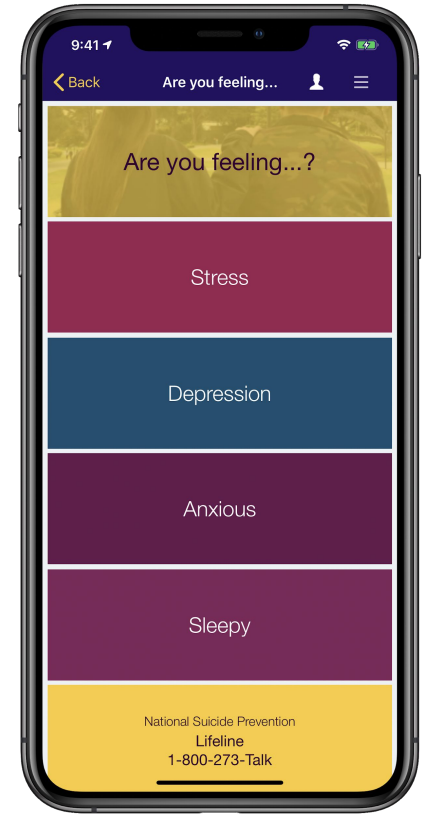 9:41
Back
Are you feeling...
Are you feeling...?
Stress
Depression
Anxious
Sleepy
National Suicide Prevention
Lifeline
1-800-273-Talk